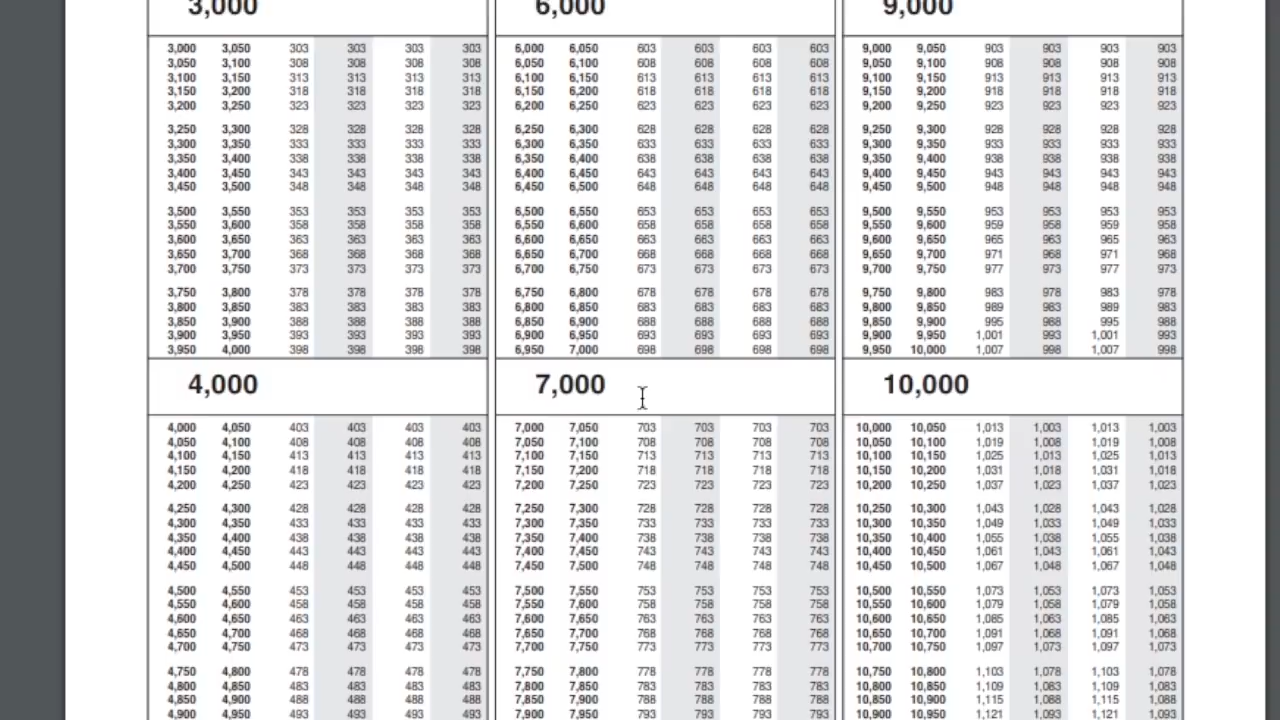 3,000 6,000 9,000
3,000 3,050 303 303 303 303 6,000 6,050 603 603 603 603 9,000 9,050 903 903 903 903
3,050 3,100 308 308 308 308 6,050 6,100 608 608 608 608 9,050 9,100 908 908 908 908
3,100 3,150 313 313 313 313 6,100 6,150 613 613 613 613 9,100 9,150 913 913 913 913
3,150 3,200 318 318 318 318 6,150 6,200 618 618 618 618 9,150 9,200 918 918 918 918
3,200 3,250 323 323 323 323 6,200 6,250 623 623 623 623 9,200 9,250 923 923 923 923
3,250 3,300 328 328 328 328 6,250 6,300 628 628 628 628 9,250 9,300 928 928 928 928
3,300 3,350 333 333 333 333 6,300 6,350 633 633 633 633 9,300 9,350 933 933 933 933
3,350 3,400 338 338 338 338 6,350 6,400 638 638 638 638 9,350 9,400 938 938 938 938
3,400 3,450 343 343 343 343 6,400 6,450 643 643 643 643 9,400 9,450 943 943 943 943
3,450 3,500 348 348 348 348 6,450 6,500 648 648 648 648 9,450 9,500 948 948 948 948
3,500 3,550 353 353 353 353 6,500 6,550 653 653 653 653 9,500 9,550 953 953 953 953
3,550 3,600 358 358 358 358 6,550 6,600 658 658 658 658 9,550 9,600 959 958 959 958
3,600 3,650 363 363 363 363 6,600 6,650 663 663 663 663 9,600 9,650 965 963 965 963
3,650 3,700 368 368 368 368 6,650 6,700 668 668 668 668 9,650 9,700 971 968 971 968
3,700 3,750 373 373 373 373 6,700 6,750 673 673 673 673 9,700 9,750 977 973 977 973
3,750 3,800 378 378 378 378 6,750 6,800 678 678 678 678 9,750 9,800 983 978 983 978
3,800 3,850 383 383 383 383 6,800 6,850 683 683 683 683 9,800 9,850 989 983 989 983
3,850 3,900 388 388 388 388 6,850 6,900 688 688 688 688 9,850 9,900 995 988 995 988
3,900 3,950 393 393 393 393 6,900 6,950 693 693 693 693 9,900 9,950 1,001 993 1,001 993
3,950 4,000 398 398 398 398 6,950 7,000 698 698 698 698 9,950 10,000 1,007 998 1,007 998
4,000 7,000 10,000
4,000 4,050 403 403 403 403 7,000 7,050 703 703 703 703 10,000 10,050 1,013 1,003 1,013 1,003
4,050 4,100 408 408 408 408 7,050 7,100 708 708 708 708 10,050 10,100 1,019 1,008 1,019 1,008
4,100 4,150 413 413 413 413 7,100 7,150 713 713 713 713 10,100 10,150 1,025 1,013 1,025 1,013
4,150 4,200 418 418 418 418 7,150 7,200 718 718 718 718 10,150 10,200 1,031 1,018 1,031 1,018
4,200 4,250 423 423 423 423 7,200 7,250 723 723 723 723 10,200 10,250 1,037 1,023 1,037 1,023
4,250 4,300 428 428 428 428 7,250 7,300 728 728 728 728 10,250 10,300 1,043 1,028 1,043 1,028
4,300 4,350 433 433 433 433 7,300 7,350 733 733 733 733 10,300 10,350 1,049 1,033 1,049 1,033
4,350 4,400 438 438 438 438 7,350 7,400 738 738 738 738 10,350 10,400 1,055 1,038 1,055 1,038
4,400 4,450 443 443 443 443 7,400 7,450 743 743 743 743 10,400 10,450 1,061 1,043 1,061 1,043
4,450 4,500 448 448 448 448 7,450 7,500 748 748 748 748 10,450 10,500 1,067 1,048 1,067 1,048
4,500 4,550 453 453 453 453 7,500 7,550 753 753 753 753 10,500 10,550 1,073 1,053 1,073 1,053
4,550 4,600 458 458 458 458 7,550 7,600 758 758 758 758 10,550 10,600 1,079 1,058 1,079 1,058
4,600 4,650 463 463 463 463 7,600 7,650 763 763 763 763 10,600 10,650 1,085 1,063 1,085 1,063
4,650 4,700 468 468 468 468 7,650 7,700 768 768 768 768 10,650 10,700 1,091 1,068 1,091 1,068
4,700 4,750 473 473 473 473 7,700 7,750 773 773 773 773 10,700 10,750 1,097 1,073 1,097 1,073
4,750 4,800 478 478 478 478 7,750 7,800 778 778 778 778 10,750 10,800 1,103 1,078 1,103 1,078
4,800 4,850 483 483 483 483 7,800 7,850 783 783 783 783 10,800 10,850 1,109 1,083 1,109 1,083
4,850 4,900 488 488 488 488 7,850 7,900 788 788 788 788 10,850 10,900 1,115 1,088 1,115 1,088
4,900 4,950 493 493 493 493 7,900 7,950 793 793 793 793 10,900 10,950 1,121 1,093 1,121 1,093